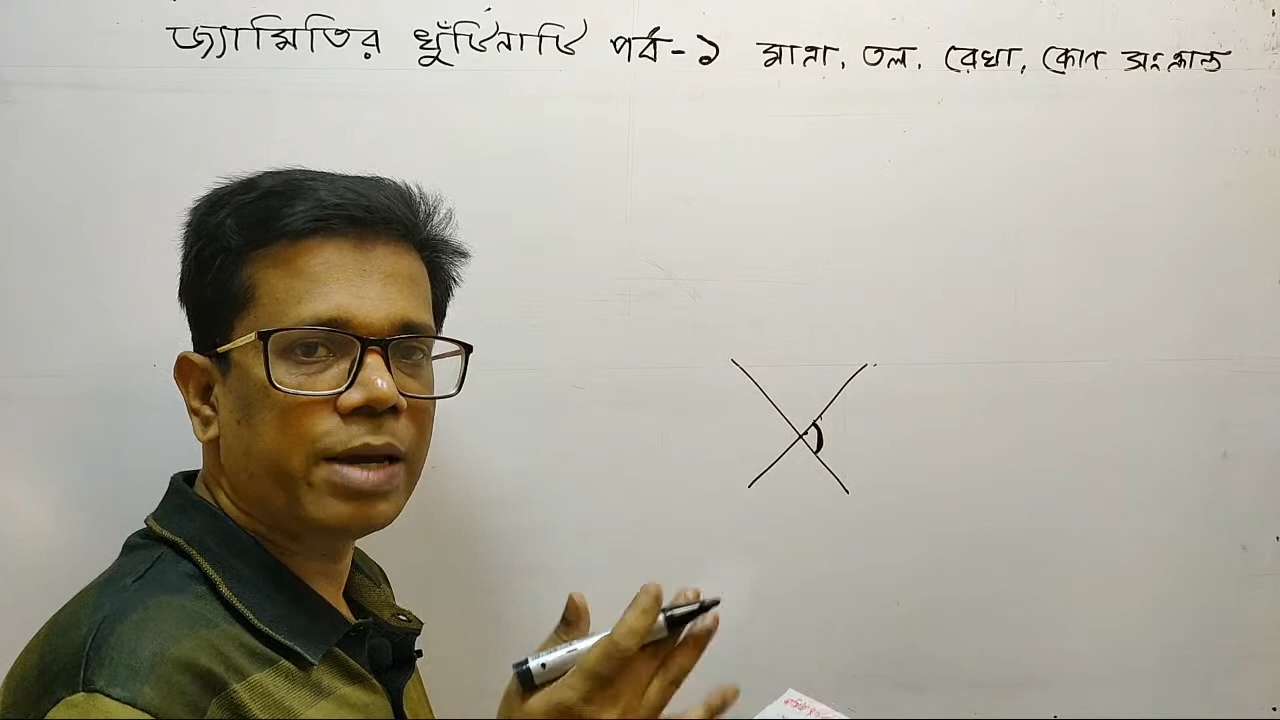 জ্যামিতির খুঁটিনাটি পর্ব-১ মাত্রা, তল, রেখা, কোণ সংক্রান্ত